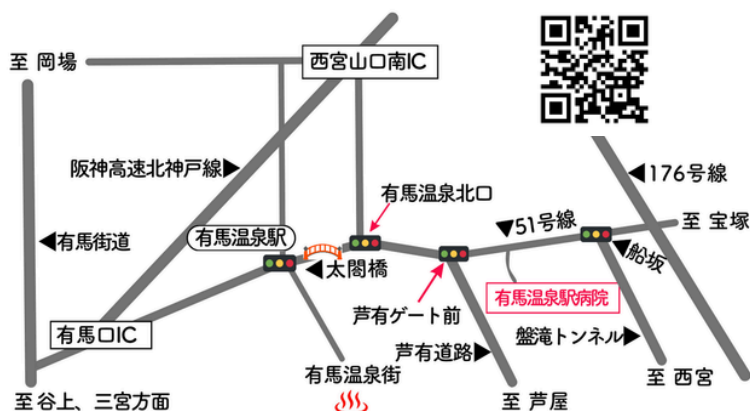 至 岡場
西宮山口南IC
阪神高速北神戸線▶
◀176号線
有馬温泉北口
▼51号線
至 宝塚
◀有馬街道
有馬温泉駅
◀太閤橋
◀船坂
有馬温泉駅病院
芦有ゲート前
有馬口IC
盤滝トンネル▶
芦有道路▶
有馬温泉街
至 西宮
至谷上、三宮方面
至 芦屋